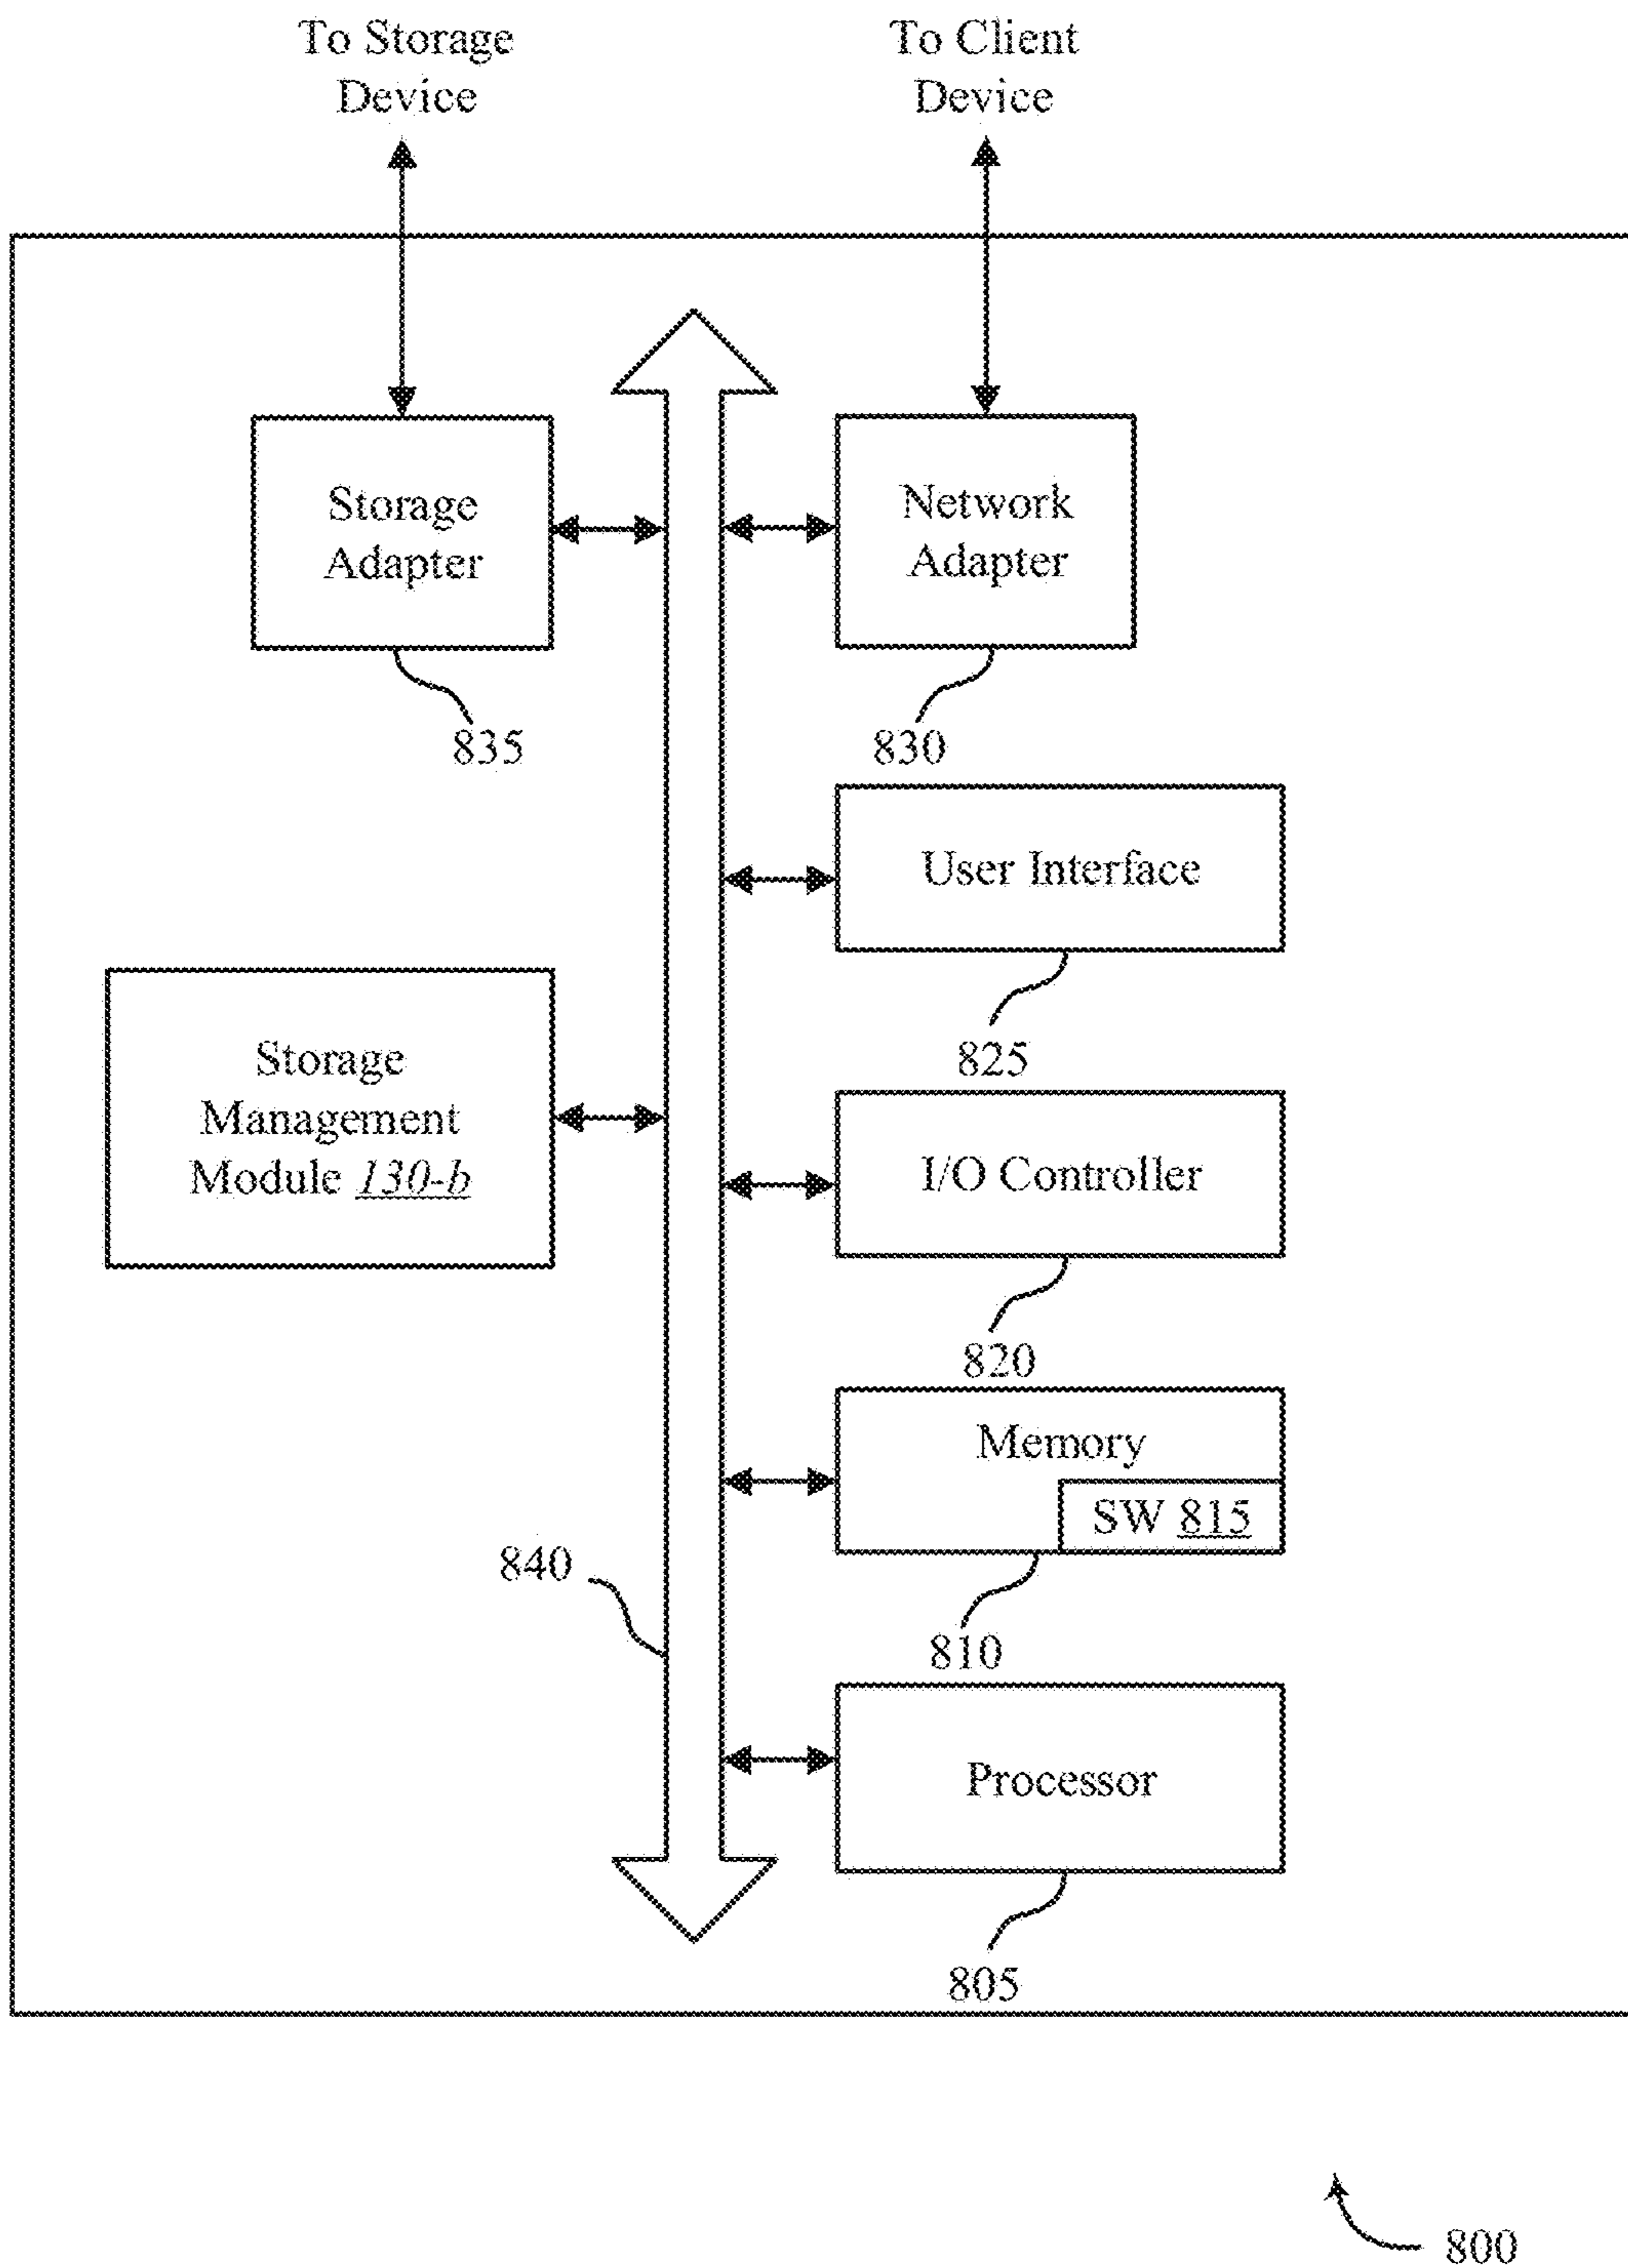 To Storage
Device
To Client
Device
Storage
Adapter
Network
Adapter
835
830
User Interface
825
Storage
Management
Module 130-b
I/O Controller
820
Memory
SW 815
810
840
Processor
805
800